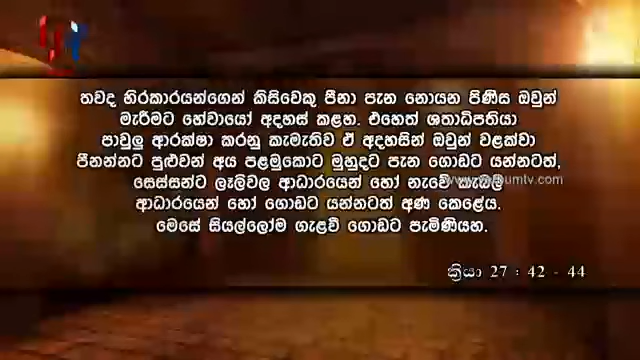 තවද හිරකාරයන්ගෙන් කිසිවෙකු පීනා පැන නොයන පිණිස ඔවුන්
මැරීමට හේවායෝ අදහස් කළහ. එහෙත් ශතාධිපතියා
පාවුලු ආරක්ෂා කරනු කැමැතිව ඒ අදහසින් ඔවුන් වළක්වා
පීනන්නට පුළුවන් අය පළමුකොට මුහුදට පැන ගොඩට යන්නටත්,
සෙස්සන්ට ලෑලිවල ආධාරයෙන් හෝ නැවේ කැබලි
ආධාරයෙන් හෝ ගොඩට යන්නටත් අණ කෙළේය.
මෙසේ සියල්ලෝම ගැළවී ගොඩට පැමිණියහ.
ක්‍රියා 27 : 42 - 44